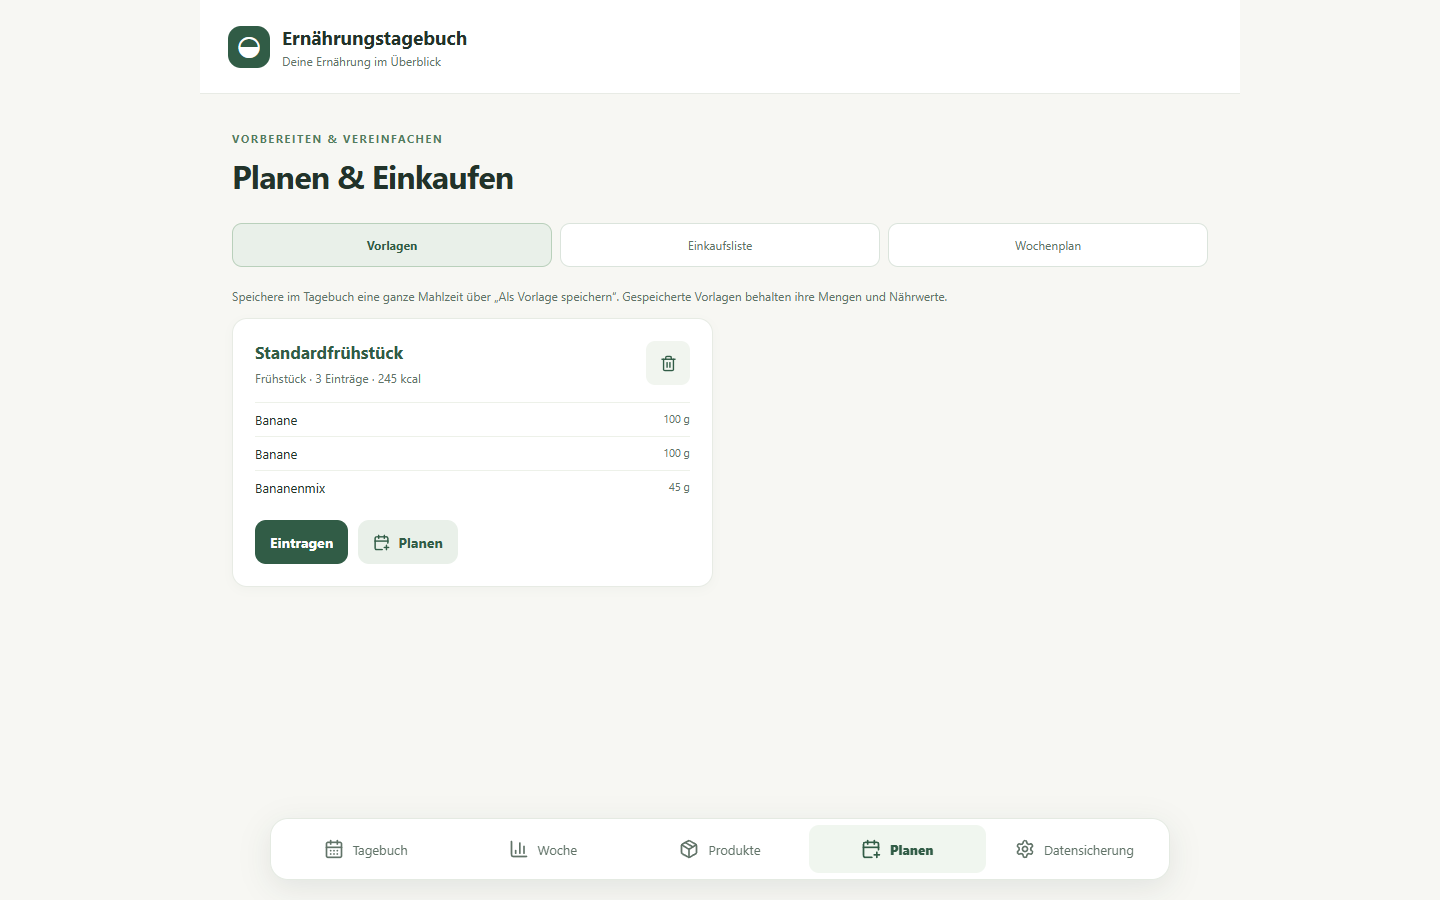 Ernährungstagebuch
Deine Ernährung im Überblick
VORBEREITEN & VEREINFACHEN
Planen & Einkaufen
Vorlagen
Einkaufsliste
Wochenplan
Speichere im Tagebuch eine ganze Mahlzeit über „Als Vorlage speichern“. Gespeicherte Vorlagen behalten ihre Mengen und Nährwerte.
Standardfrühstück
Frühstück · 3 Einträge · 245 kcal
Banane 100 g
Banane 100 g
Bananenmix 45 g
Eintragen
Planen
Tagebuch
Woche
Produkte
Planen
Datensicherung